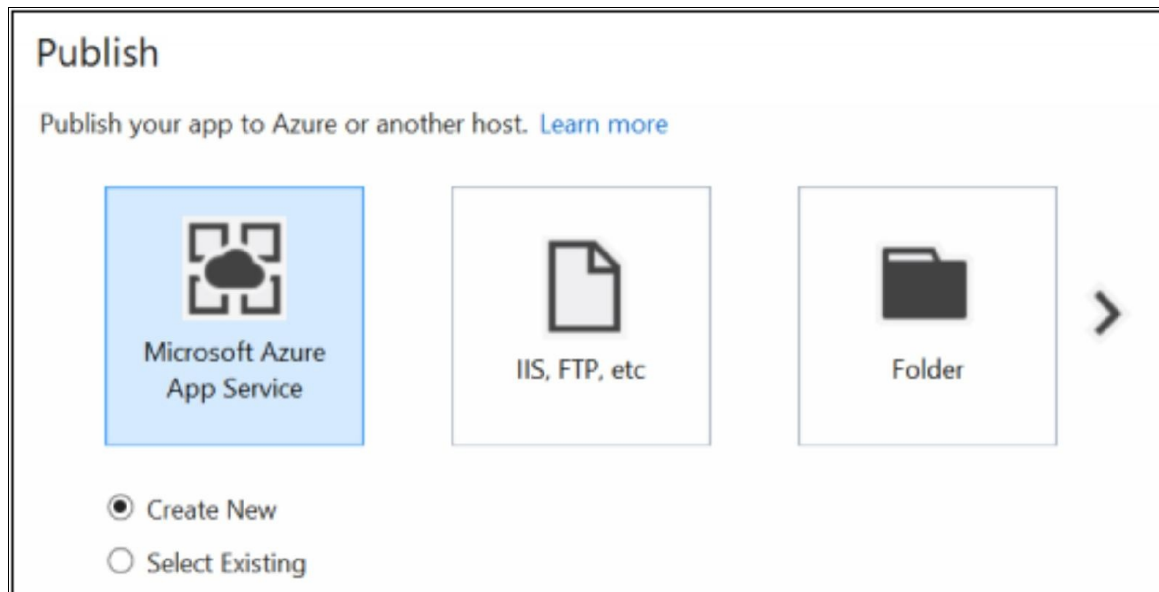 Publish
Publish your app to Azure or another host. Learn more
Microsoft Azure
App Service
IIS, FTP, etc
Folder
Create New
Select Existing